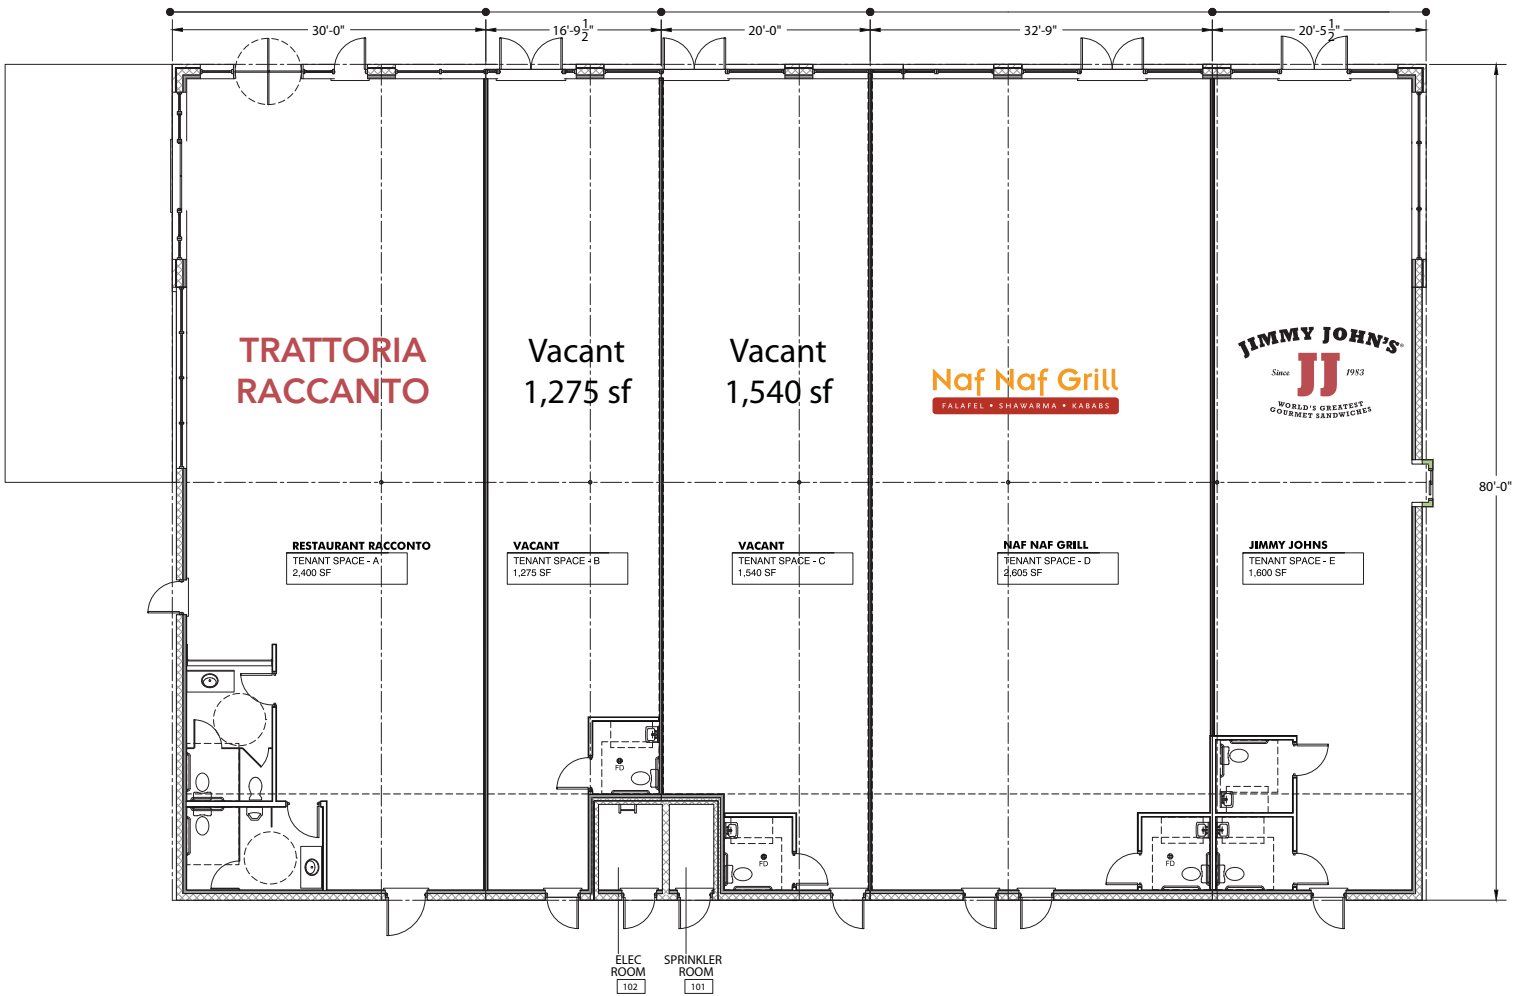 30'-0"
16'-9 1/2"
20'-0"
32'-9"
20'-5 1/2"
80'-0"
TRATTORIA
RACCANTO
Vacant
1,275 sf
Vacant
1,540 sf
Naf Naf Grill
FALAFEL • SHAWARMA • KABABS
JIMMY JOHN'S®
Since JJ 1983
WORLD'S GREATEST
GOURMET SANDWICHES
RESTAURANT RACCONTO
TENANT SPACE - A
2,400 SF
VACANT
TENANT SPACE - B
1,275 SF
VACANT
TENANT SPACE - C
1,540 SF
NAF NAF GRILL
TENANT SPACE - D
2,605 SF
JIMMY JOHNS
TENANT SPACE - E
1,600 SF
FD
FD
FD
ELEC
ROOM
102
SPRINKLER
ROOM
101